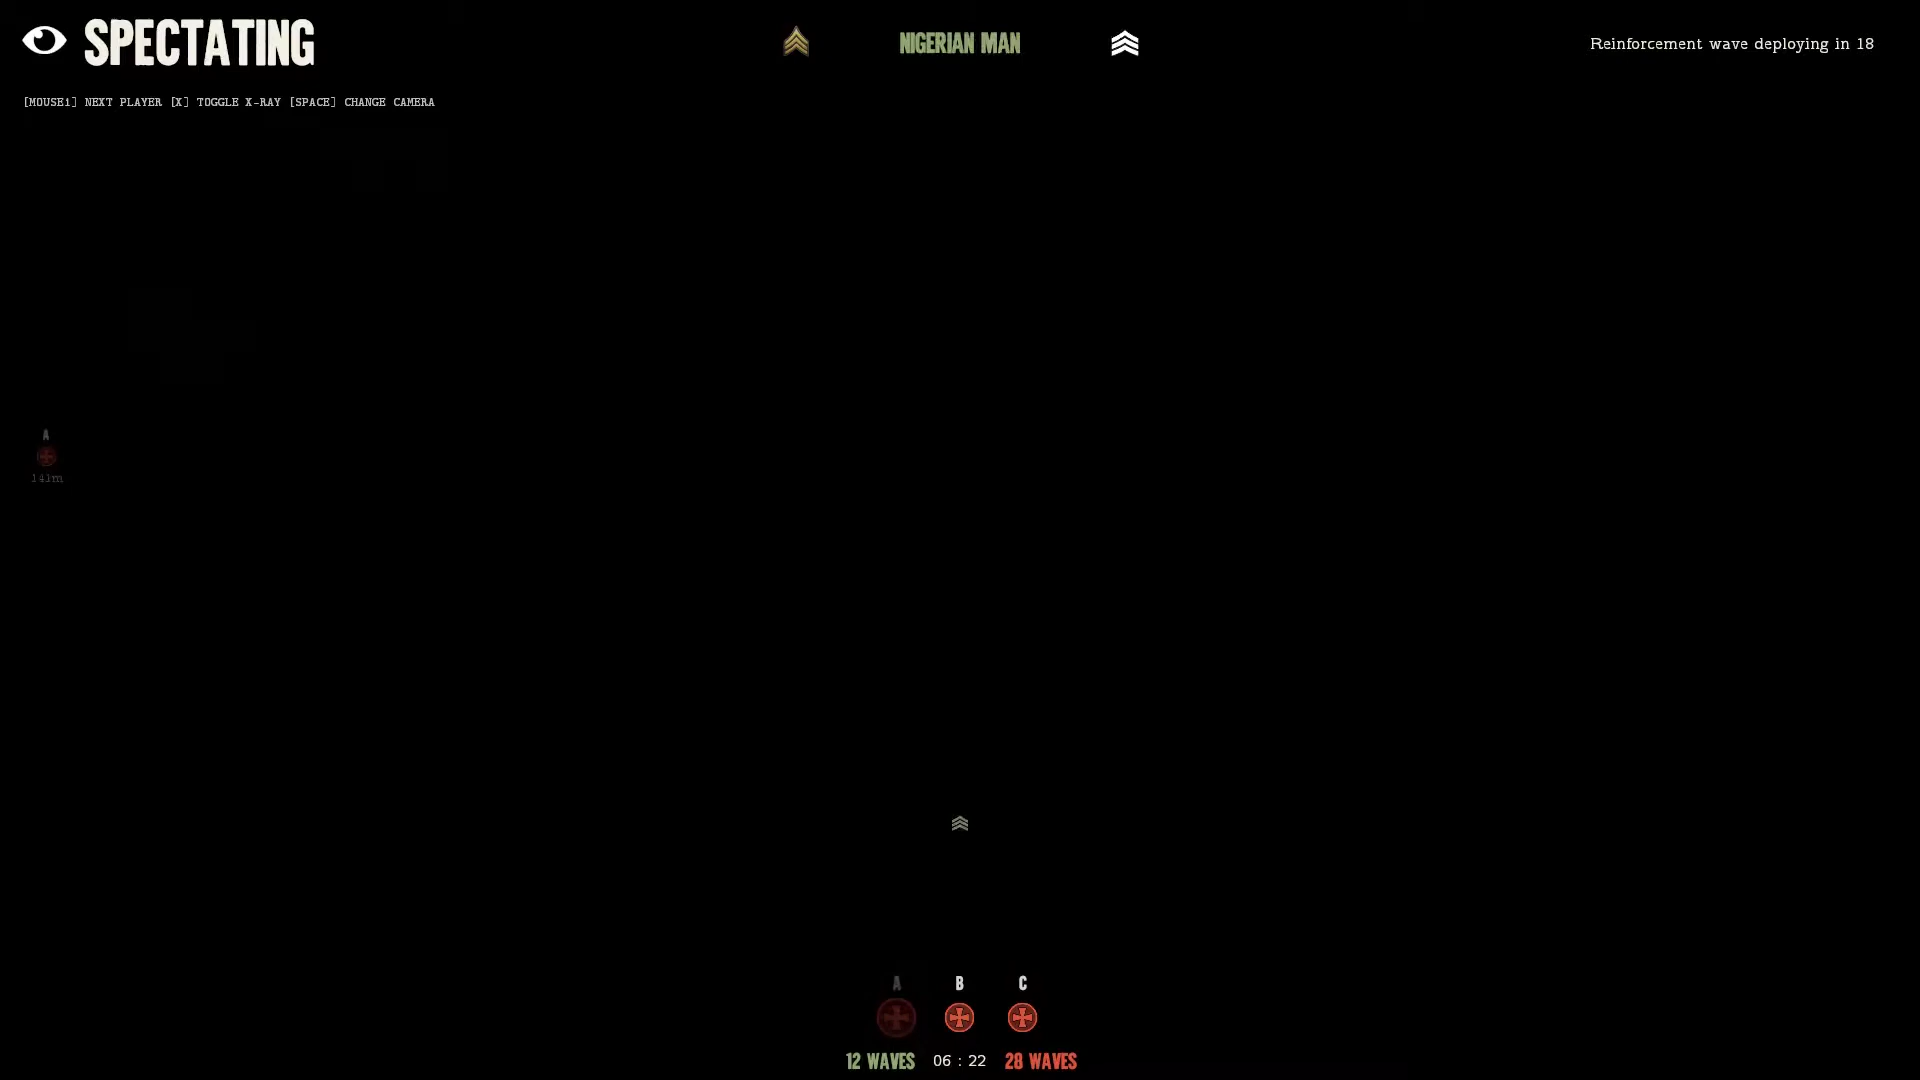 SPECTATING
NIGERIAN MAN
Reinforcement wave deploying in 18
[MOUSE1] NEXT PLAYER [X] TOGGLE X-RAY [SPACE] CHANGE CAMERA
A
141m
A B C
12 WAVES 06 : 22 28 WAVES